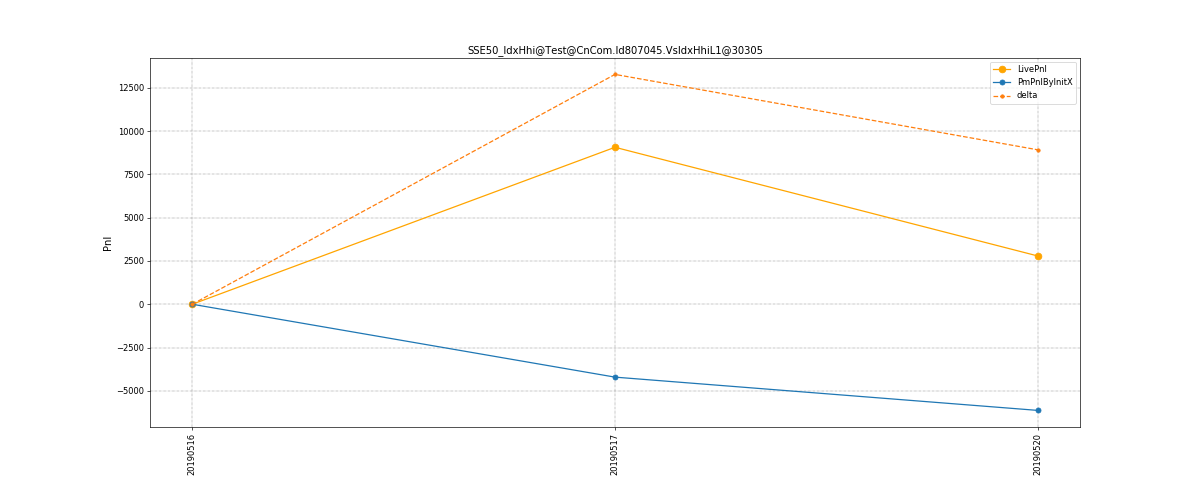 SSE50_IdxHhi@Test@CnCom.Id807045.VsIdxHhiL1@30305
LivePnl
PmPnlByInitX
delta
12500
10000
7500
5000
2500
0
−2500
−5000
Pnl
20190516
20190517
20190520